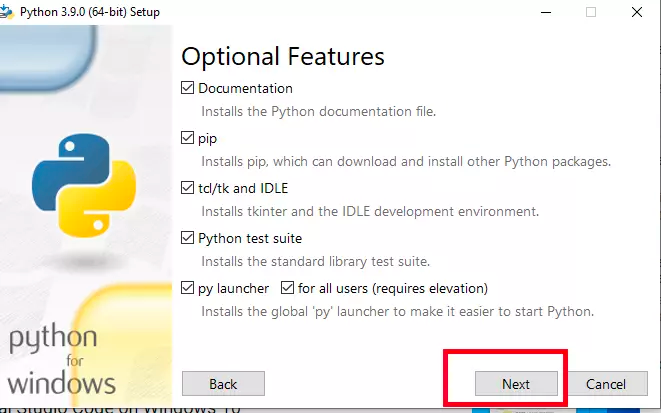 Python 3.9.0 (64-bit) Setup
Optional Features
Documentation
Installs the Python documentation file.
pip
Installs pip, which can download and install other Python packages.
tcl/tk and IDLE
Installs tkinter and the IDLE development environment.
Python test suite
Installs the standard library test suite.
py launcher for all users (requires elevation)
Installs the global 'py' launcher to make it easier to start Python.
python
for
windows
Back Next Cancel
Studio Code on Windows 10